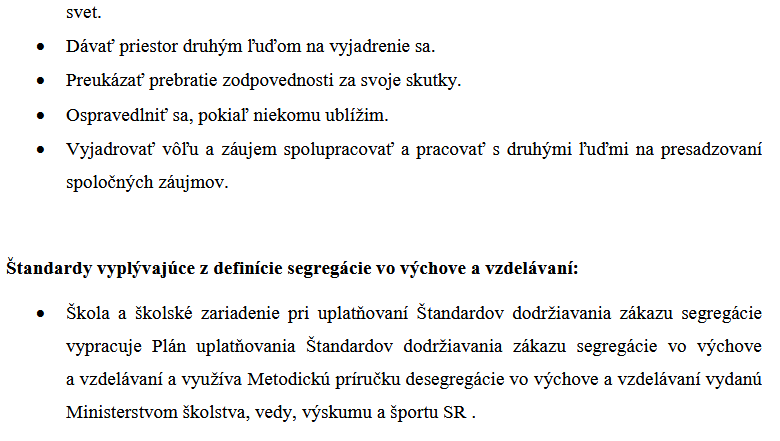 svet.
• Dávať priestor druhým ľuďom na vyjadrenie sa.
• Preukázať prebratie zodpovednosti za svoje skutky.
• Ospravedlniť sa, pokiaľ niekomu ublížim.
• Vyjadrovať vôľu a záujem spolupracovať a pracovať s druhými ľuďmi na presadzovaní
spoločných záujmov.
Štandardy vyplývajúce z definície segregácie vo výchove a vzdelávaní:
• Škola a školské zariadenie pri uplatňovaní Štandardov dodržiavania zákazu segregácie
vypracuje Plán uplatňovania Štandardov dodržiavania zákazu segregácie vo výchove
a vzdelávaní a využíva Metodickú príručku desegregácie vo výchove a vzdelávaní vydanú
Ministerstvom školstva, vedy, výskumu a športu SR .